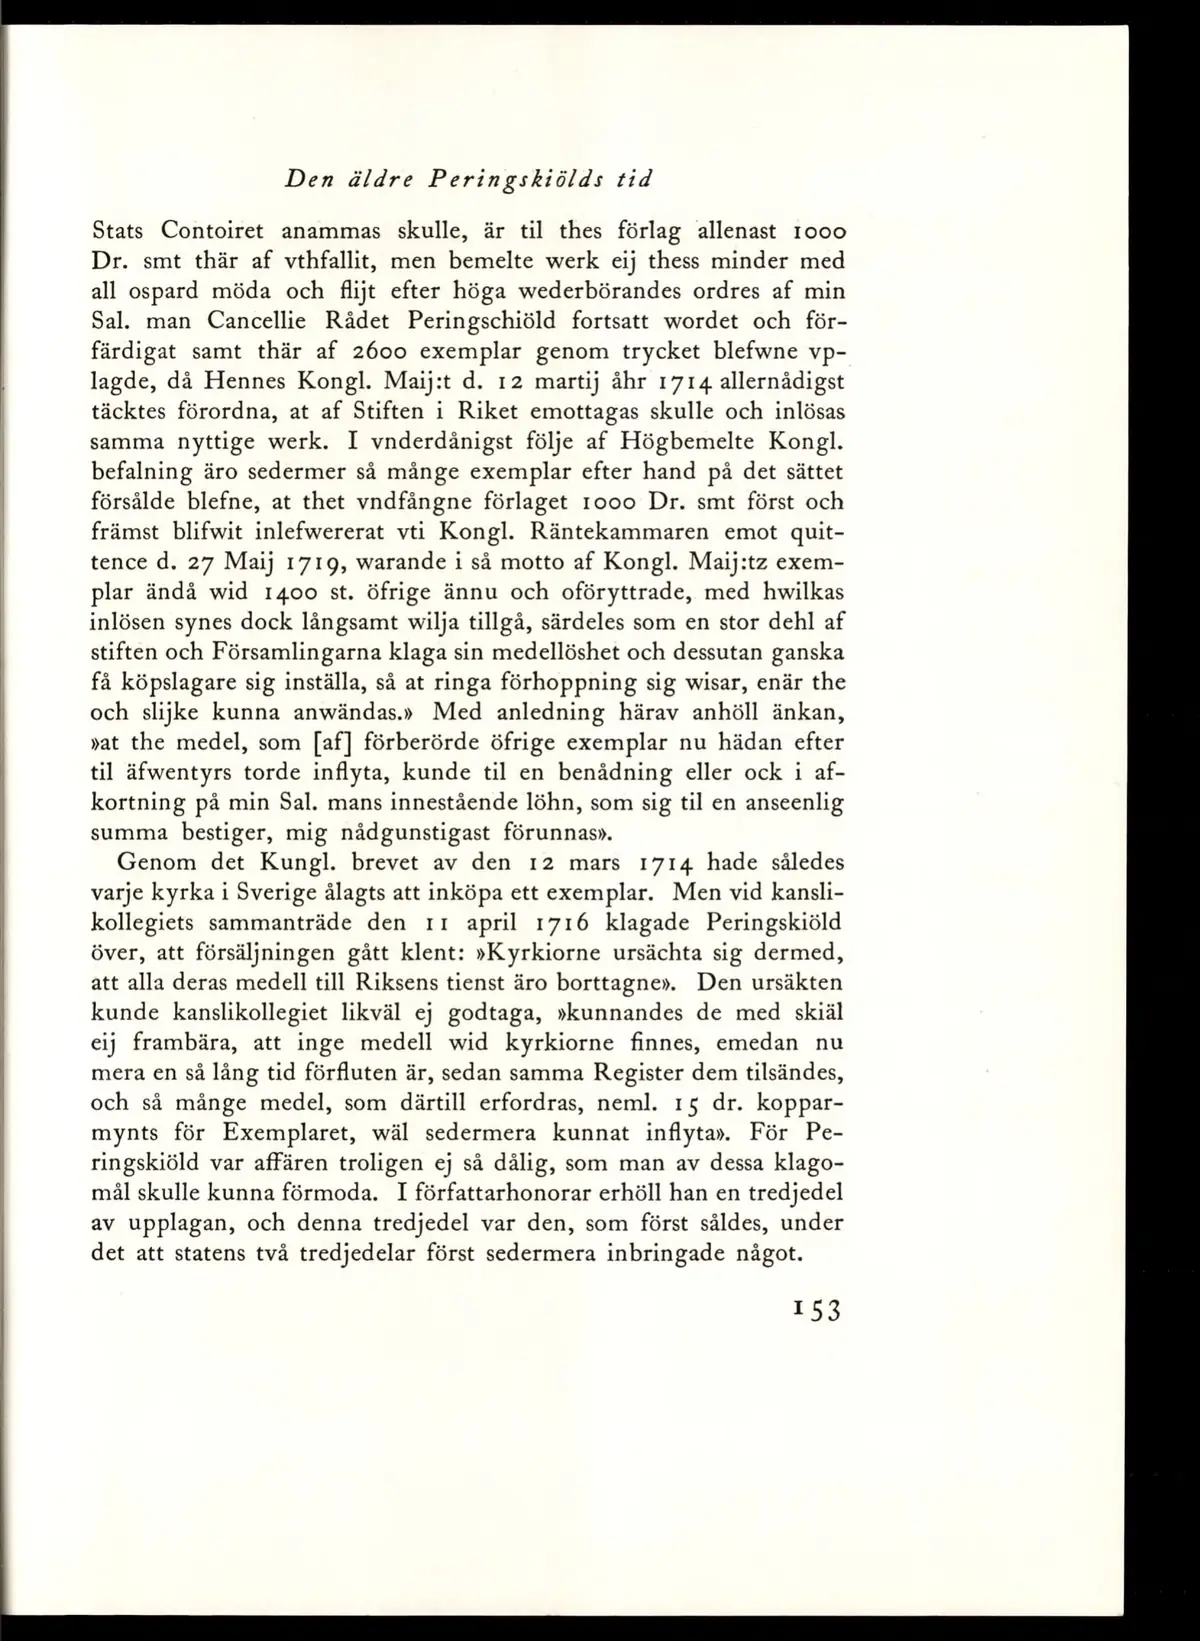 Den äldre Peringskiölds tid
Stats Contoiret anammas skulle, är til thes förlag allenast 1000
Dr. smt thär af vthfallit, men bemelte werk eij thess minder med
all ospard möda och flijt efter höga wederbörandes ordres af min
Sal. man Cancellie Rådet Peringschiöld fortsatt wordet och för-
färdigat samt thär af 2600 exemplar genom trycket blefwne vp-
lagde, då Hennes Kongl. Maij:t d. 12 martij åhr 1714 allernådigst
täcktes förordna, at af Stiften i Riket emottagas skulle och inlösas
samma nyttige werk. I vnderdånigst följe af Högbemelte Kongl.
befalning äro sedermer så månge exemplar efter hand på det sättet
försålde blefne, at thet vndfångne förlaget 1000 Dr. smt först och
främst blifwit inlefwererat vti Kongl. Räntekammaren emot quit-
tence d. 27 Maij 1719, warande i så motto af Kongl. Maij:tz exem-
plar ändå wid 1400 st. öfrige ännu och oföryttrade, med hwilkas
inlösen synes dock långsamt wilja tillgå, särdeles som en stor dehl af
stiften och Församlingarna klaga sin medellöshet och dessutan ganska
få köpslagare sig inställa, så at ringa förhoppning sig wisar, enär the
och slijke kunna anwändas.» Med anledning härav anhöll änkan,
»at the medel, som [af] förberörde öfrige exemplar nu hädan efter
til äfwentyrs torde inflyta, kunde til en benådning eller ock i af-
kortning på min Sal. mans innestående löhn, som sig til en anseenlig
summa bestiger, mig nådgunstigast förunnas».
Genom det Kungl. brevet av den 12 mars 1714 hade således
varje kyrka i Sverige ålagts att inköpa ett exemplar. Men vid kansli-
kollegiets sammanträde den 11 april 1716 klagade Peringskiöld
över, att försäljningen gått klent: »Kyrkiorne ursächta sig dermed,
att alla deras medell till Riksens tienst äro borttagne». Den ursäkten
kunde kanslikollegiet likväl ej godtaga, »kunnandes de med skiäl
eij frambära, att inge medell wid kyrkiorne finnes, emedan nu
mera en så lång tid förfluten är, sedan samma Register dem tilsändes,
och så månge medel, som därtill erfordras, neml. 15 dr. koppar-
mynts för Exemplaret, wäl sedermera kunnat inflyta». För Pe-
ringskiöld var affären troligen ej så dålig, som man av dessa klago-
mål skulle kunna förmoda. I författarhonorar erhöll han en tredjedel
av upplagan, och denna tredjedel var den, som först såldes, under
det att statens två tredjedelar först sedermera inbringade något.
153